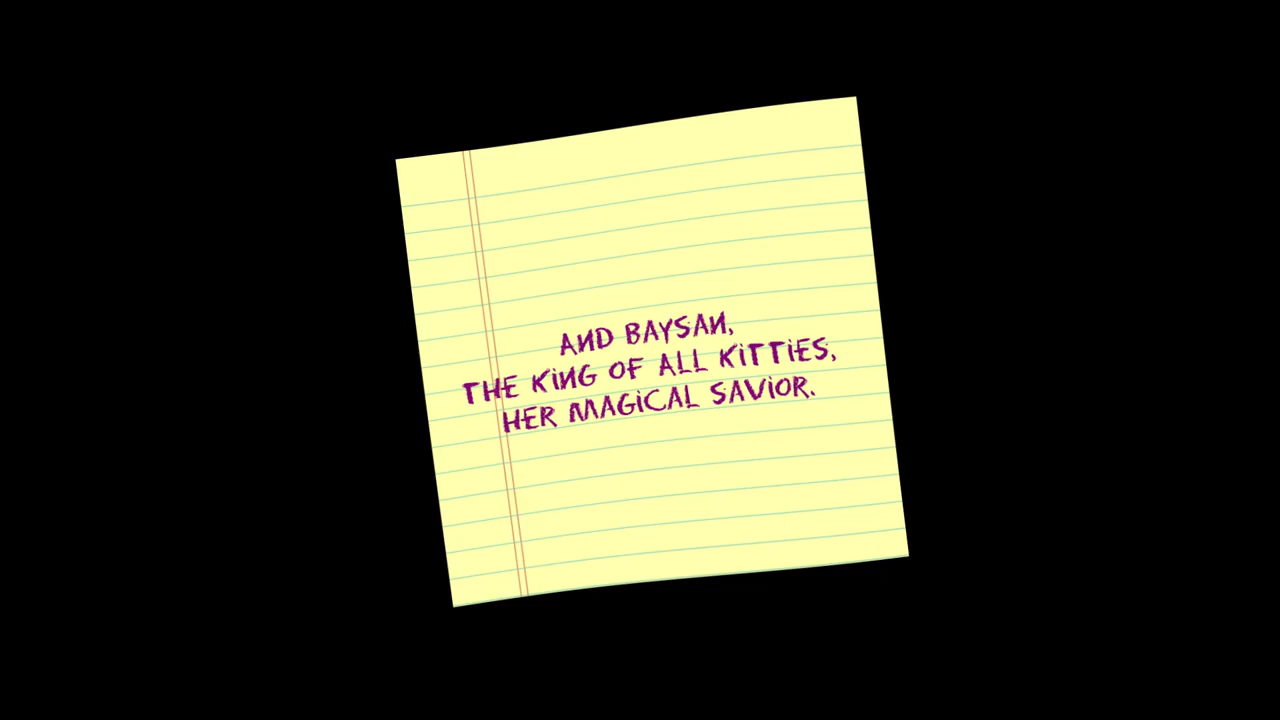 AND BAYSAN,
THE KiNG OF ALL KiTTiES,
HER MAGiCAL SAViOR.